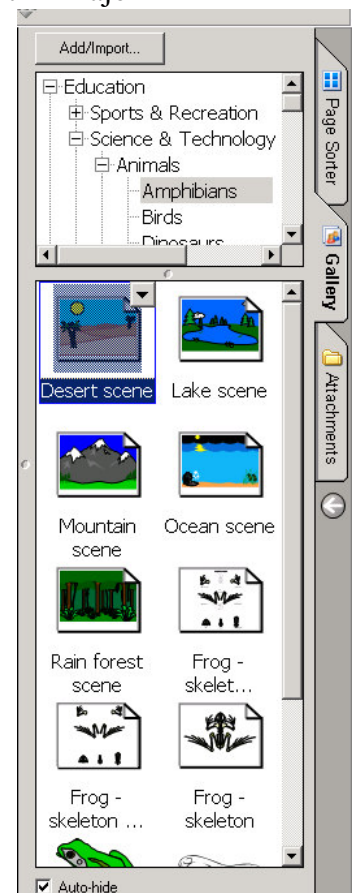 Add/Import...
Education
Sports & Recreation
Science & Technology
Animals
Amphibians
Birds
Dinosaurs
Page Sorter
Gallery
Attachments
Desert scene
Lake scene
Mountain
scene
Ocean scene
Rain forest
scene
Frog -
skelet...
Frog -
skeleton ...
Frog -
skeleton
Auto-hide